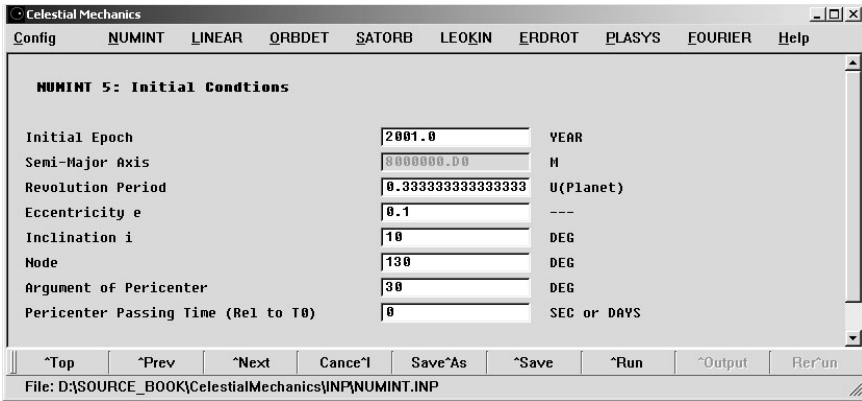 Celestial Mechanics
Config NUMINT LINEAR ORBDET SATORB LEOKIN ERDROT PLASYS FOURIER Help
NUMINT 5: Initial Condtions
Initial Epoch 2001.0 YEAR
Semi-Major Axis 8000000.D0 M
Revolution Period 0.333333333333333 U(Planet)
Eccentricity e 0.1 ---
Inclination i 10 DEG
Node 130 DEG
Argument of Pericenter 30 DEG
Pericenter Passing Time (Rel to T0) 0 SEC or DAYS
^Top ^Prev ^Next Cance^l Save^As ^Save ^Run ^Output Rer^un
File: D:\SOURCE_BOOK\CelestialMechanics\INP\NUMINT.INP